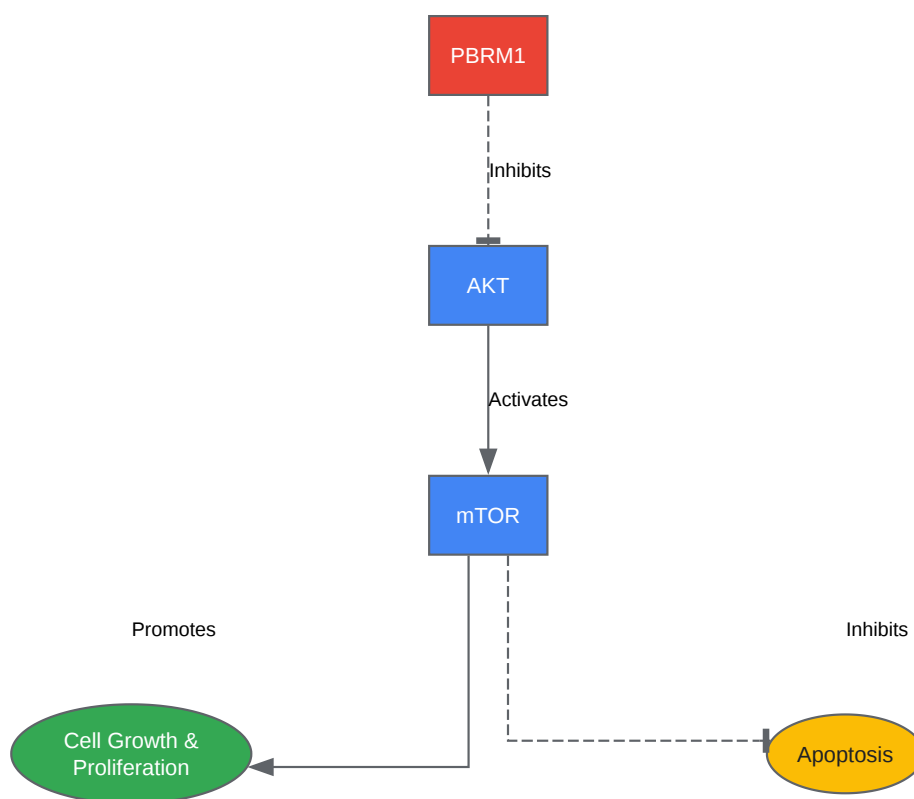 PBRM1
Inhibits
AKT
Activates
mTOR
Promotes
Inhibits
Cell Growth &
Proliferation
Apoptosis